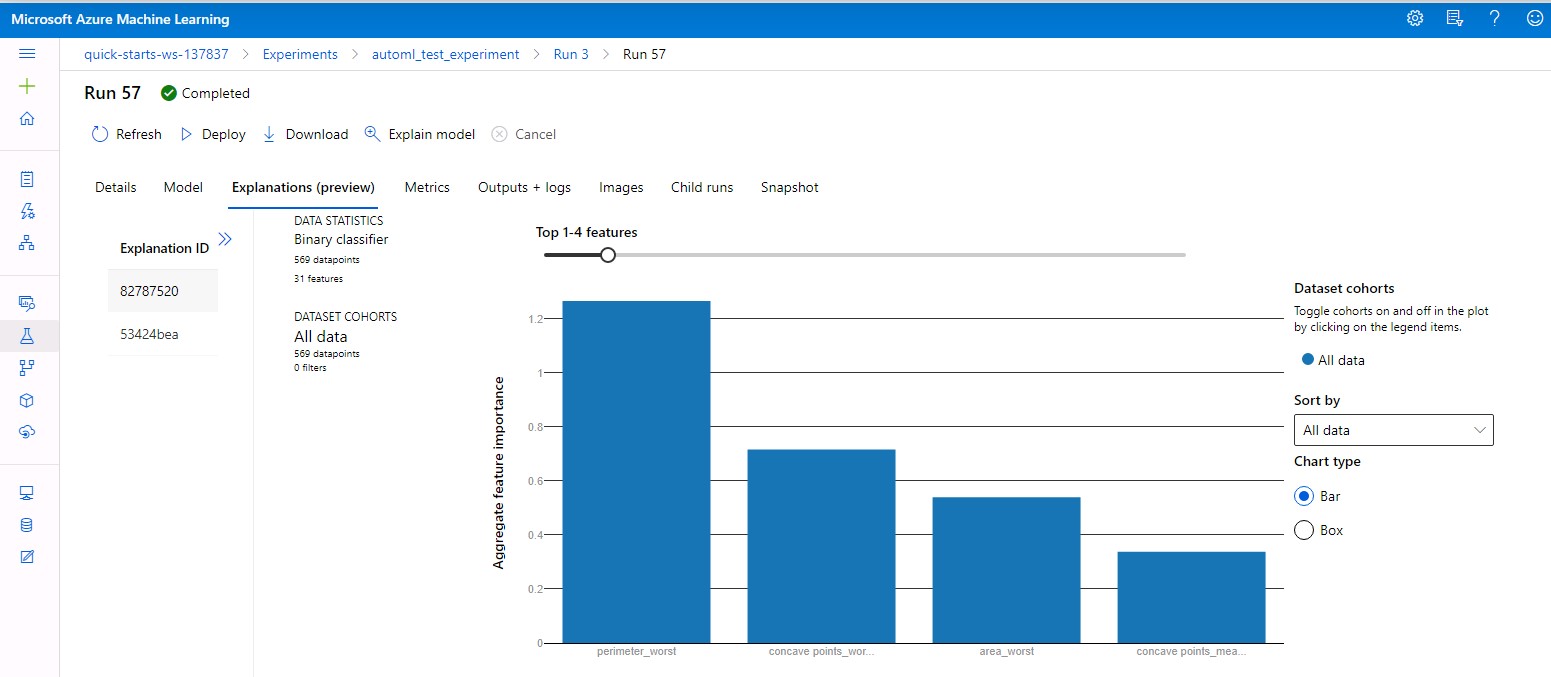 Microsoft Azure Machine Learning
quick-starts-ws-137837 > Experiments > automl_test_experiment > Run 3 > Run 57
Run 57 Completed
Refresh Deploy Download Explain model Cancel
Details Model Explanations (preview) Metrics Outputs + logs Images Child runs Snapshot
Explanation ID
82787520
53424bea
DATA STATISTICS
Binary classifier
569 datapoints
31 features
DATASET COHORTS
All data
569 datapoints
0 filters
Top 1-4 features
Aggregate feature importance
1.2
1
0.8
0.6
0.4
0.2
0
perimeter_worst concave points_wor... area_worst concave points_mea...
Dataset cohorts
Toggle cohorts on and off in the plot
by clicking on the legend items.
All data
Sort by
All data
Chart type
Bar
Box